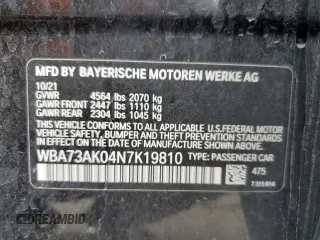 MFD BY BAYERISCHE MOTOREN WERKE AG
10/21
GVWR 4564 lbs 2070 kg
GAWR FRONT 2447 lbs 1110 kg
GAWR REAR 2304 lbs 1045 kg
THIS VEHICLE CONFORMS TO ALL APPLICABLE FEDERAL MOTOR
VEHICLE SAFETY, BUMPER AND THEFT PREVENTION
STANDARDS IN EFFECT ON THE DATE OF MANUFACTURE SHOWN ABOVE.
WBA73AK04N7K19810 TYPE: PASSENGER CAR
475